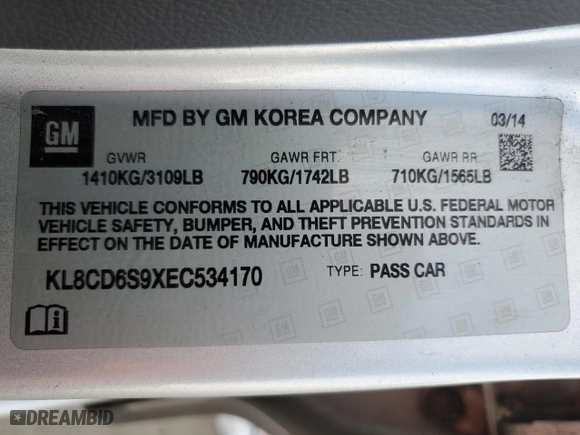 GM
MFD BY GM KOREA COMPANY
03/14
GVWR GAWR FRT. GAWR RR
1410KG/3109LB 790KG/1742LB 710KG/1565LB
THIS VEHICLE CONFORMS TO ALL APPLICABLE U.S. FEDERAL MOTOR
VEHICLE SAFETY, BUMPER, AND THEFT PREVENTION STANDARDS IN
EFFECT ON THE DATE OF MANUFACTURE SHOWN ABOVE.
KL8CD6S9XEC534170 TYPE: PASS CAR
DREAMBID